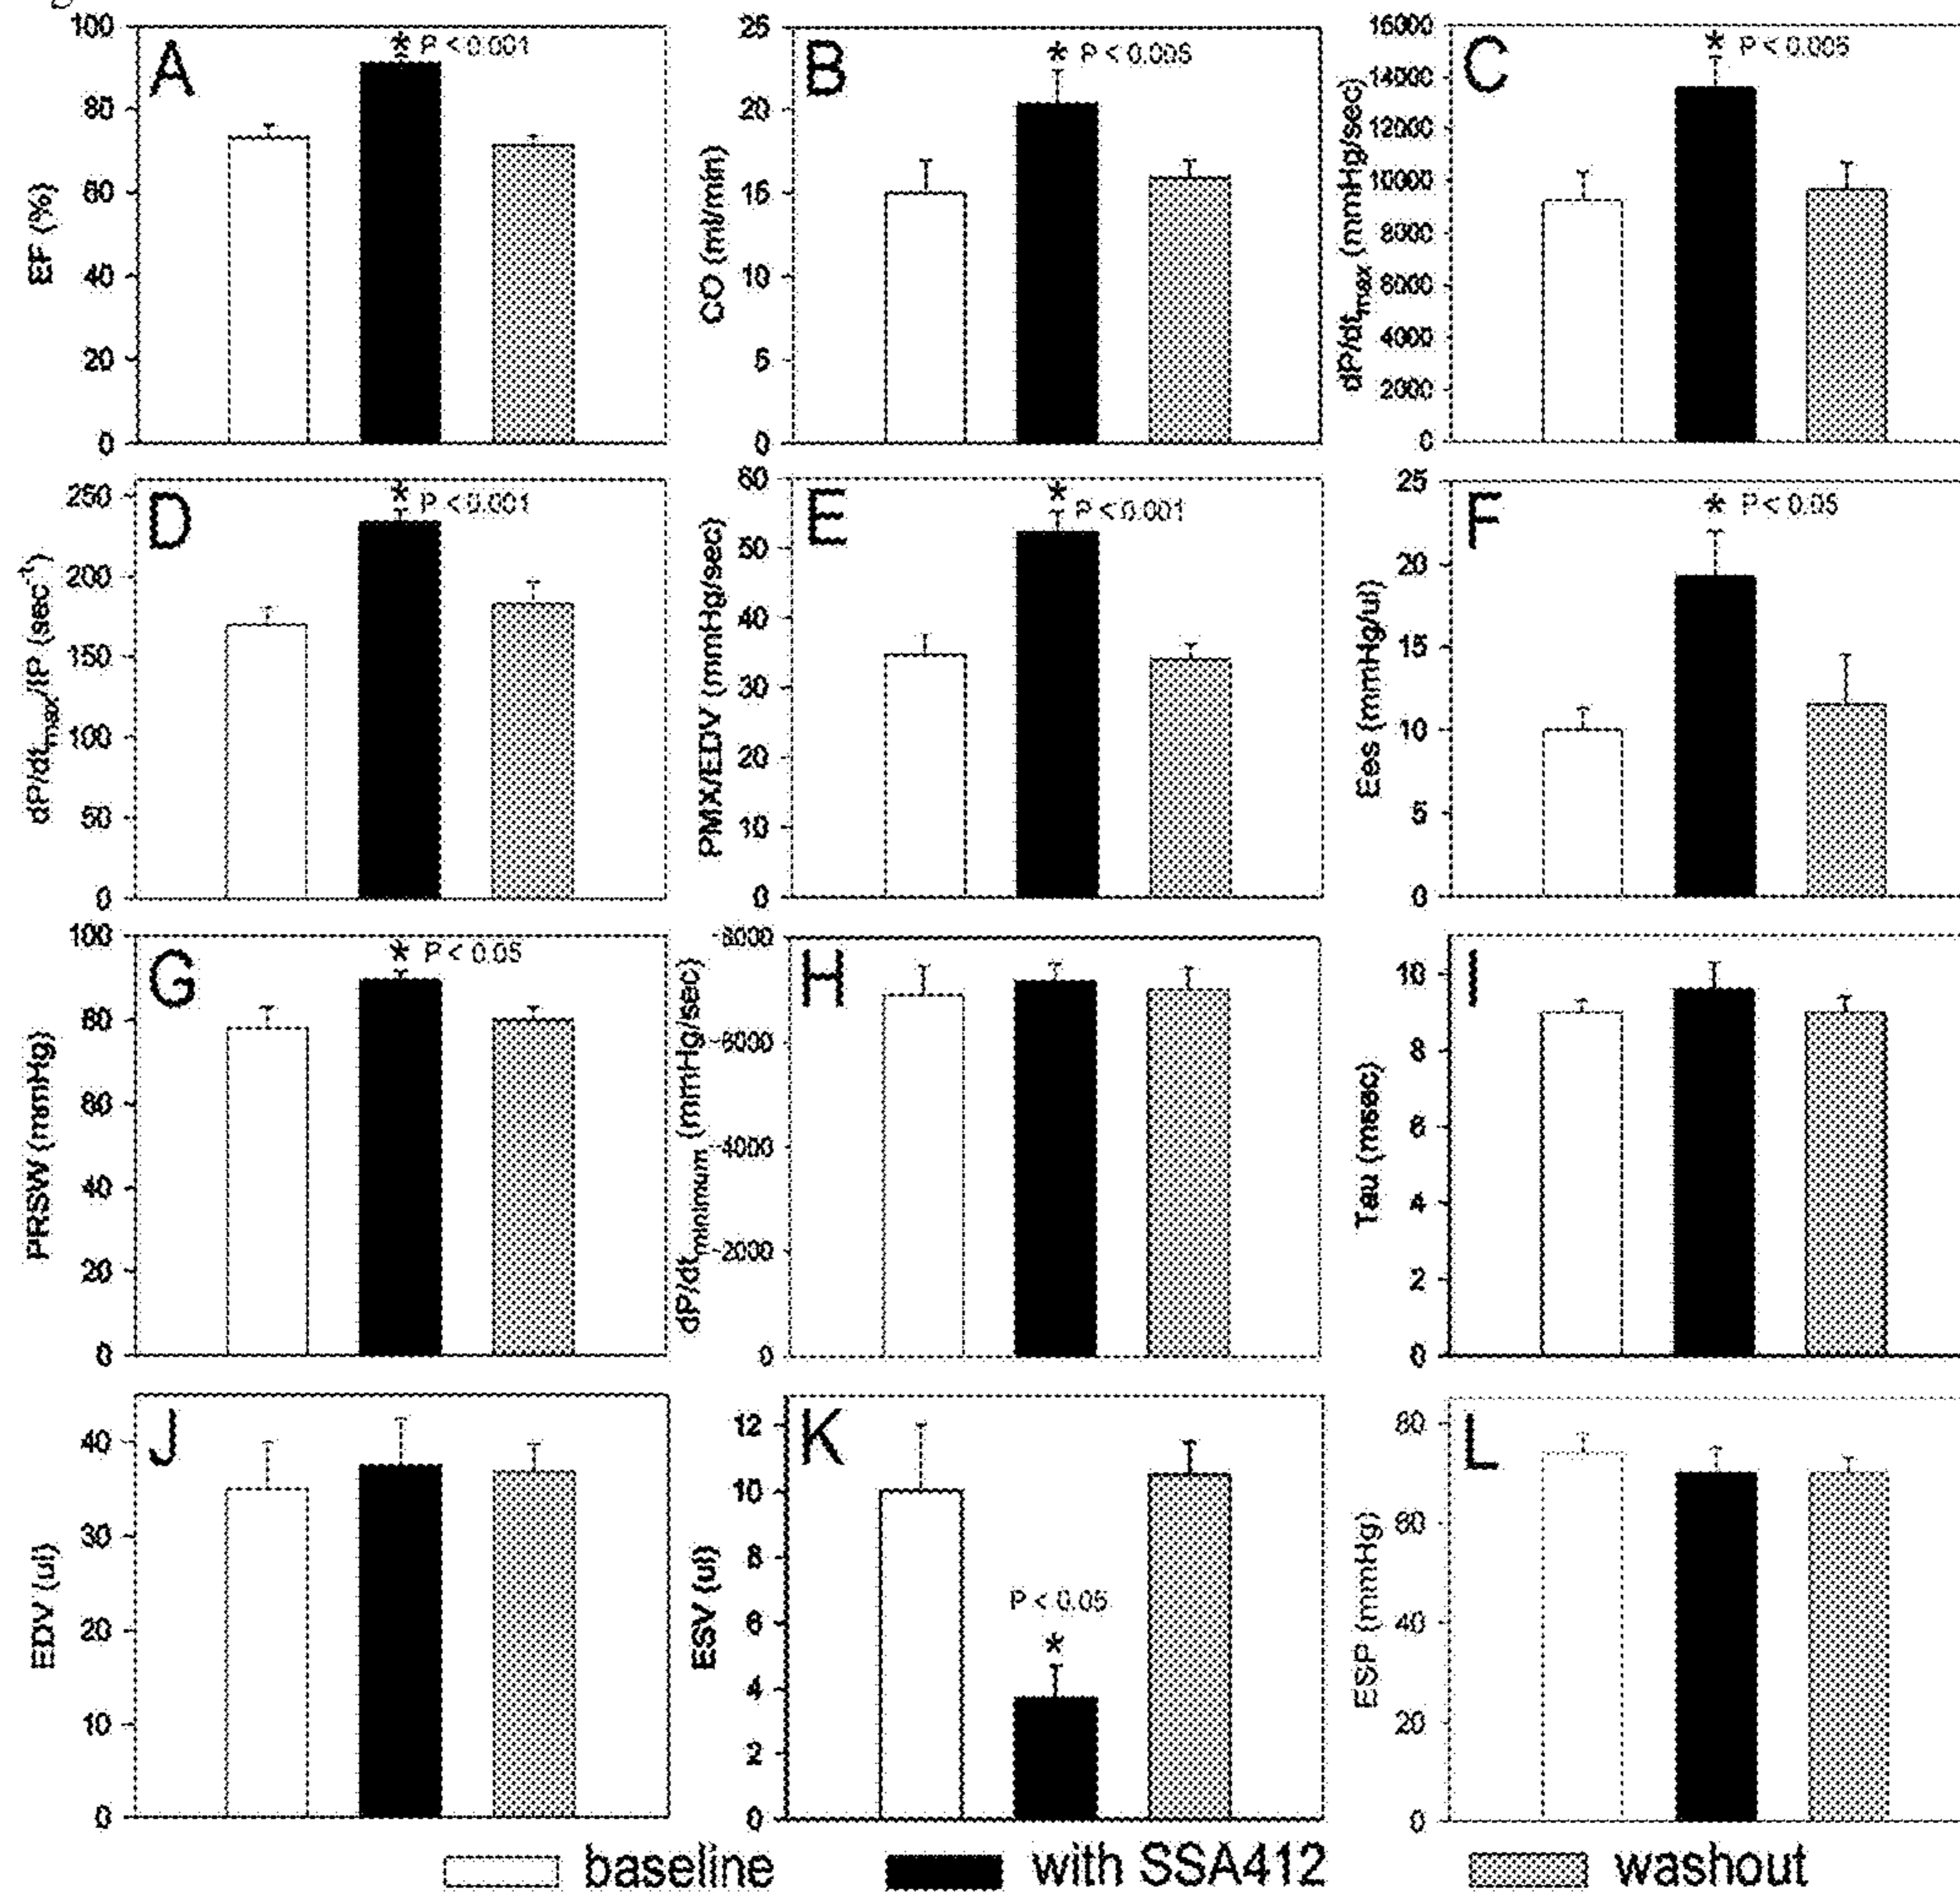 A
* P < 0.001
EF (%)
100
80
60
40
20
0
B
* P < 0.005
CO (ml/min)
25
20
15
10
5
0
C
* P < 0.005
dP/dtmax (mmHg/sec)
16000
14000
12000
10000
8000
6000
4000
2000
0
D
* P < 0.001
dP/dtmax/IP (sec-1)
250
200
150
100
50
0
E
* P < 0.001
PMX/EDV (mmHg/sec)
60
50
40
30
20
10
0
F
* P < 0.05
Ees (mmHg/ul)
25
20
15
10
5
0
G
* P < 0.05
PRSW (mmHg)
100
80
60
40
20
0
H
dP/dtminimum (mmHg/sec)
-8000
-6000
-4000
-2000
0
I
Tau (msec)
10
8
6
4
2
0
J
EDV (ul)
40
30
20
10
0
K
P < 0.05
*
ESV (ul)
12
10
8
6
4
2
0
L
ESP (mmHg)
80
60
40
20
0
baseline with SSA412 washout